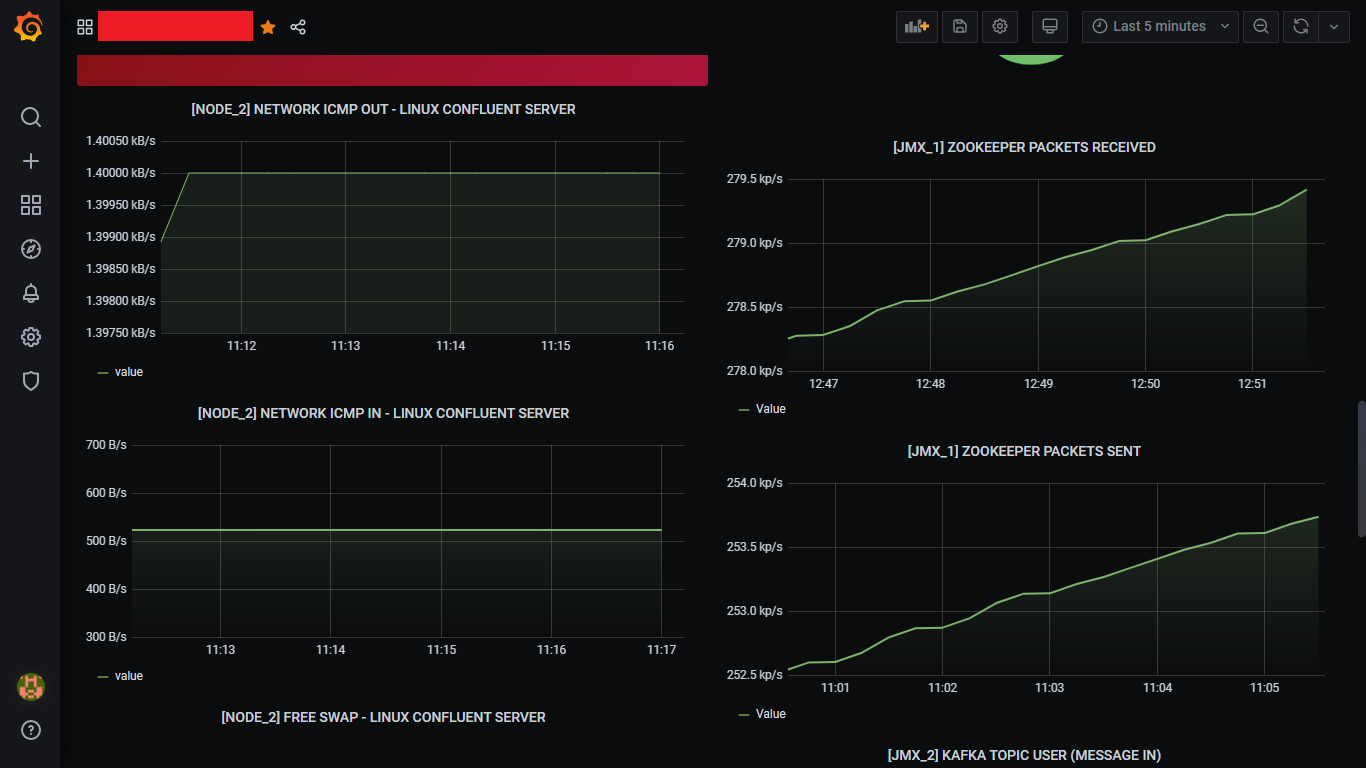 Last 5 minutes
[NODE_2] NETWORK ICMP OUT - LINUX CONFLUENT SERVER
1.40050 kB/s
1.40000 kB/s
1.39950 kB/s
1.39900 kB/s
1.39850 kB/s
1.39800 kB/s
1.39750 kB/s
11:12 11:13 11:14 11:15 11:16
value
[NODE_2] NETWORK ICMP IN - LINUX CONFLUENT SERVER
700 B/s
600 B/s
500 B/s
400 B/s
300 B/s
11:13 11:14 11:15 11:16 11:17
value
[NODE_2] FREE SWAP - LINUX CONFLUENT SERVER
[JMX_1] ZOOKEEPER PACKETS RECEIVED
279.5 kp/s
279.0 kp/s
278.5 kp/s
278.0 kp/s
12:47 12:48 12:49 12:50 12:51
Value
[JMX_1] ZOOKEEPER PACKETS SENT
254.0 kp/s
253.5 kp/s
253.0 kp/s
252.5 kp/s
11:01 11:02 11:03 11:04 11:05
Value
[JMX_2] KAFKA TOPIC USER (MESSAGE IN)